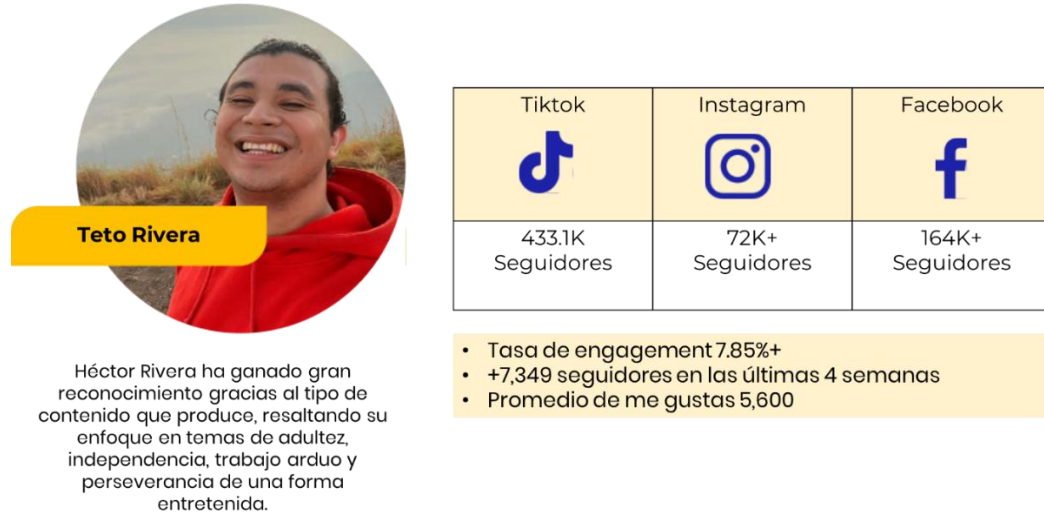 Teto Rivera
Héctor Rivera ha ganado gran
reconocimiento gracias al tipo de
contenido que produce, resaltando su
enfoque en temas de adultez,
independencia, trabajo arduo y
perseverancia de una forma
entretenida.
Tiktok Instagram Facebook
433.1K 72K+ 164K+
Seguidores Seguidores Seguidores
• Tasa de engagement 7.85%+
• +7,349 seguidores en las últimas 4 semanas
• Promedio de me gustas 5,600